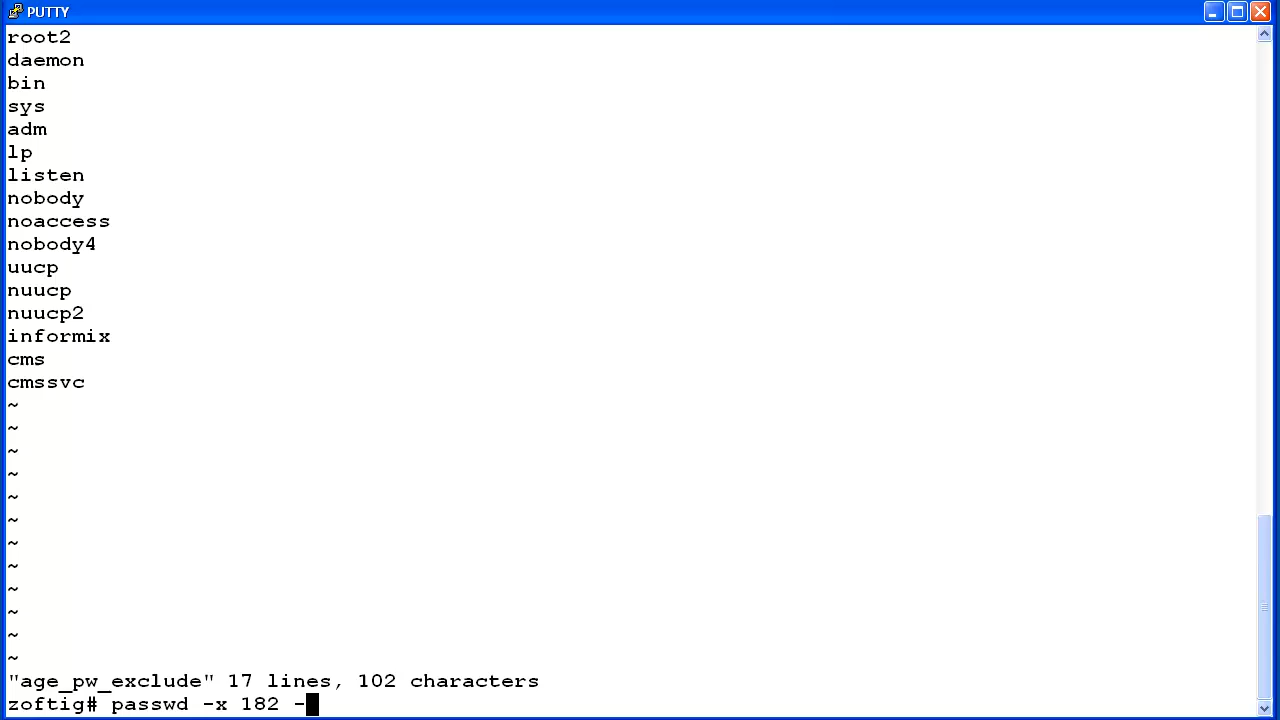 PUTTY
root2
daemon
bin
sys
adm
lp
listen
nobody
noaccess
nobody4
uucp
nuucp
nuucp2
informix
cms
cmssvc
~
~
~
~
~
~
~
~
~
~
~
~
"age_pw_exclude" 17 lines, 102 characters
zoftig# passwd -x 182 -